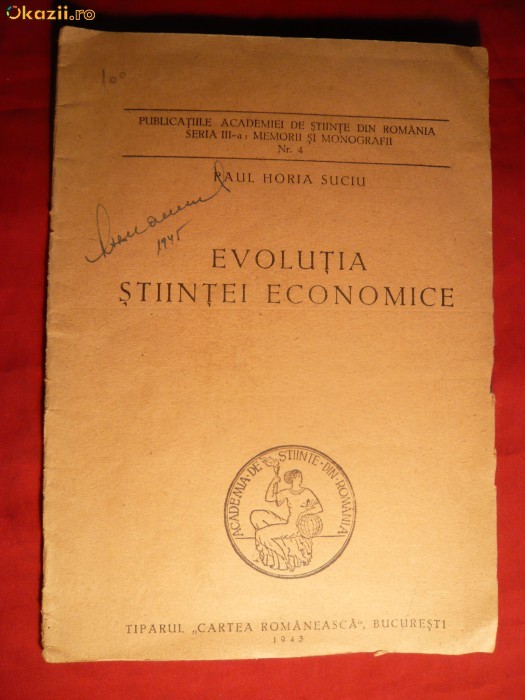 Okazii.ro
100
PUBLICAȚIILE ACADEMIEI DE ȘTIINȚE DIN ROMÂNIA
SERIA III-a: MEMORII ȘI MONOGRAFII
Nr. 4
PAUL HORIA SUCIU
1945
EVOLUȚIA
ȘTIINȚEI ECONOMICE
ACADEMIA·DE·ȘTIINȚE·DIN·ROMÂNIA
TIPARUL „CARTEA ROMÂNEASCĂ“, BUCUREȘTI
1943